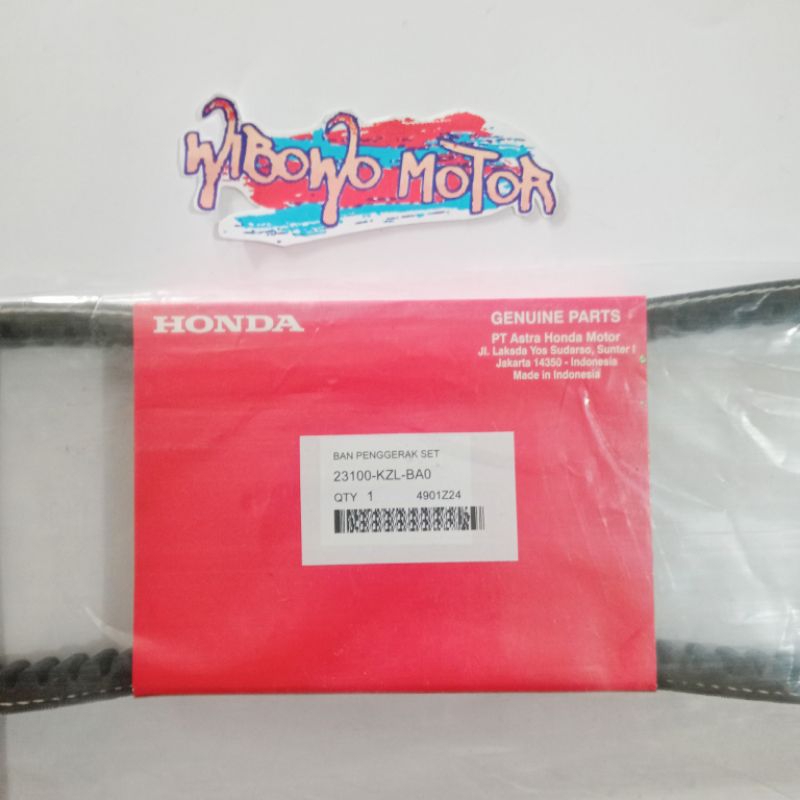 WIBOWO MOTOR
HONDA
GENUINE PARTS
PT Astra Honda Motor
Jl. Laksda Yos Sudarso, Sunter I
Jakarta 14350 - Indonesia
Made in Indonesia
BAN PENGGERAK SET
23100-KZL-BA0
QTY 1 4901Z24